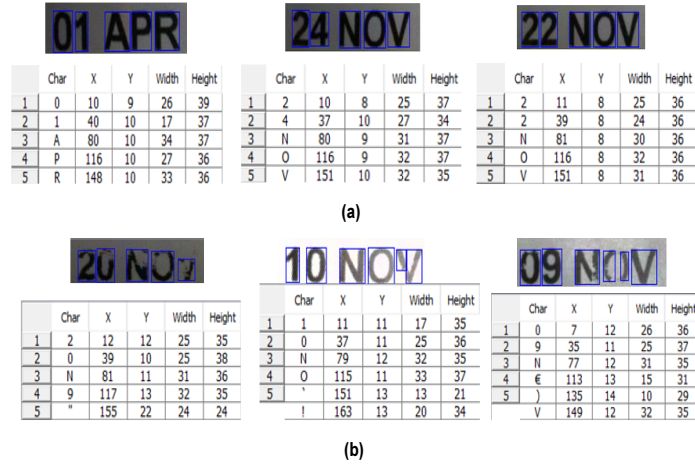 01 APR 24 NOV 22 NOV
Char X Y Width Height
1 0 10 9 26 39
2 1 40 10 17 37
3 A 80 10 34 37
4 P 116 10 27 36
5 R 148 10 33 36
Char X Y Width Height
1 2 10 8 25 37
2 4 37 10 27 34
3 N 80 9 31 37
4 O 116 9 32 37
5 V 151 10 32 35
Char X Y Width Height
1 2 11 8 25 36
2 2 39 8 24 36
3 N 81 8 30 36
4 O 116 8 32 36
5 V 151 8 31 36
(a)
20 NOV 10 NOV 09 NOV
Char X Y Width Height
1 2 12 12 25 35
2 0 39 10 25 38
3 N 81 11 31 36
4 9 117 13 32 35
5 " 155 22 24 24
Char X Y Width Height
1 1 11 11 17 35
2 0 37 11 25 36
3 N 79 12 32 35
4 O 115 11 33 37
5 ` 151 13 13 21
! 163 13 20 34
Char X Y Width Height
1 0 7 12 26 36
2 9 35 11 25 37
3 N 77 12 31 35
4 € 113 13 15 31
5 ) 135 14 10 29
V 149 12 32 35
(b)